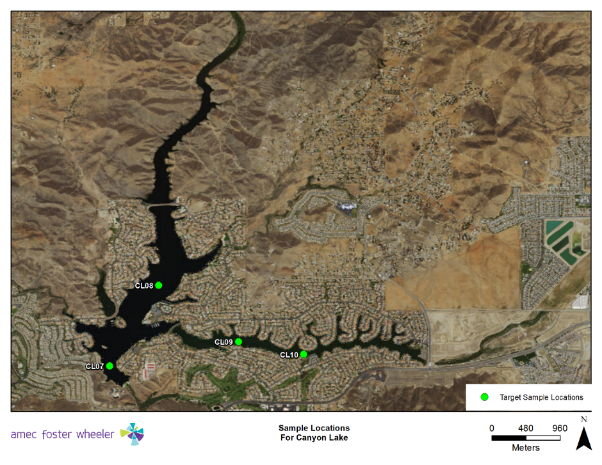 CL08
CL09
CL10
CL07
Target Sample Locations
amec foster wheeler
Sample Locations
For Canyon Lake
N
0 480 960
Meters